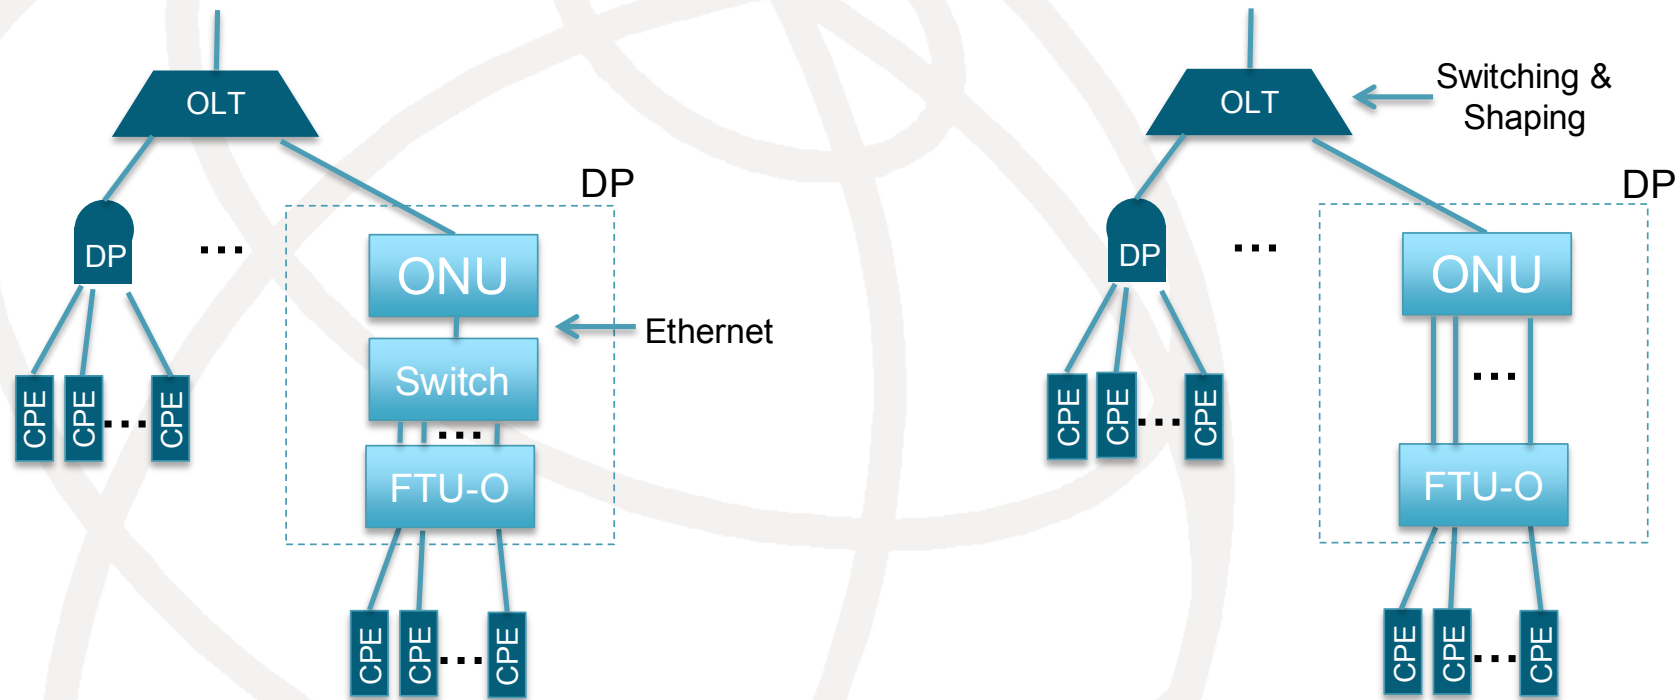 OLT
DP
DP
...
ONU
Ethernet
Switch
...
FTU-O
CPE
CPE
...
CPE
CPE
CPE
...
CPE
OLT
Switching &
Shaping
DP
DP
...
ONU
...
FTU-O
CPE
CPE
...
CPE
CPE
CPE
...
CPE